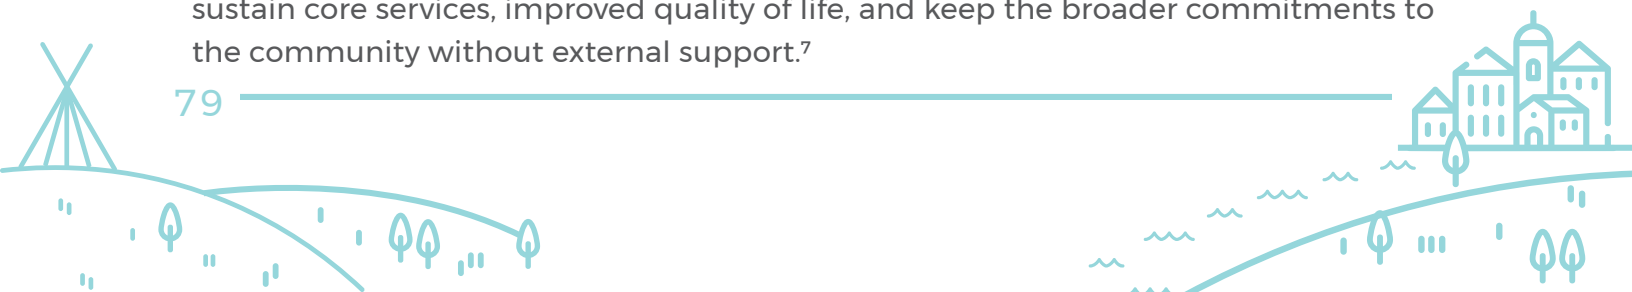 sustain core services, improved quality of life, and keep the broader commitments to
the community without external support.⁷
79